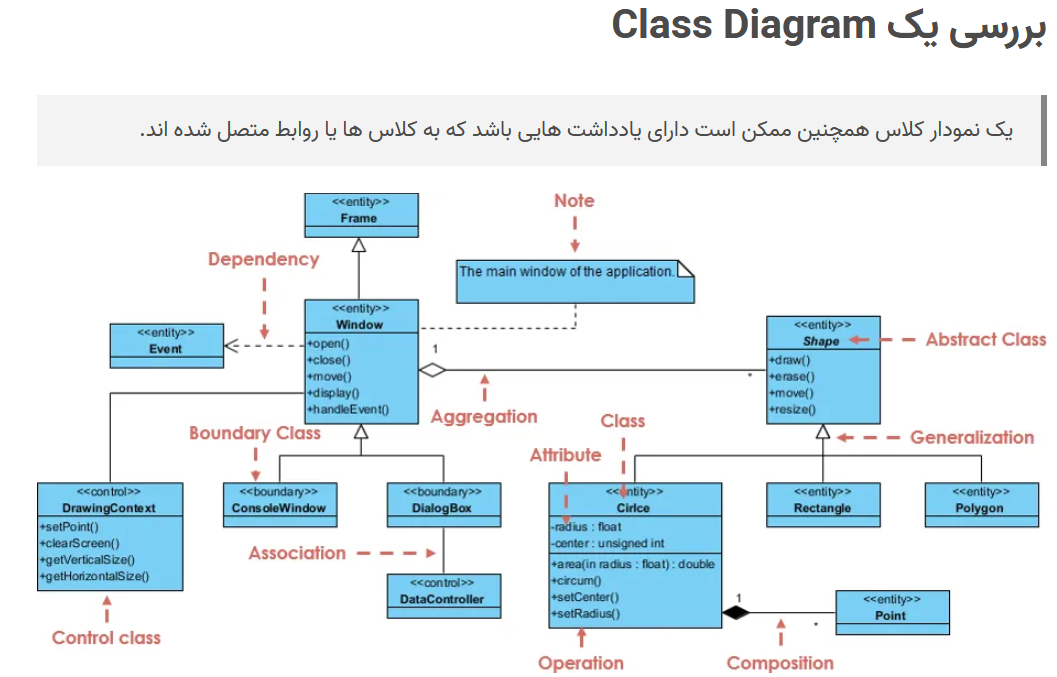 بررسی یک Class Diagram
یک نمودار کلاس همچنین ممکن است دارای یادداشت هایی باشد که به کلاس ها یا روابط متصل شده اند.
<<entity>>
Frame
Note
Dependency
The main window of the application.
<<entity>>
Window
+open()
+close()
+move()
+display()
+handleEvent()
<<entity>>
Event
1
*
Aggregation
<<entity>>
Shape
+draw()
+erase()
+move()
+resize()
Abstract Class
Generalization
Boundary Class
Class
Attribute
<<control>>
DrawingContext
+setPoint()
+clearScreen()
+getVerticalSize()
+getHorizontalSize()
Control class
<<boundary>>
ConsoleWindow
<<boundary>>
DialogBox
Association
<<control>>
DataController
<<entity>>
Cirlce
-radius : float
-center : unsigned int
+area(in radius : float) : double
+circum()
+setCenter()
+setRadius()
Operation
<<entity>>
Rectangle
<<entity>>
Polygon
1
*
Composition
<<entity>>
Point